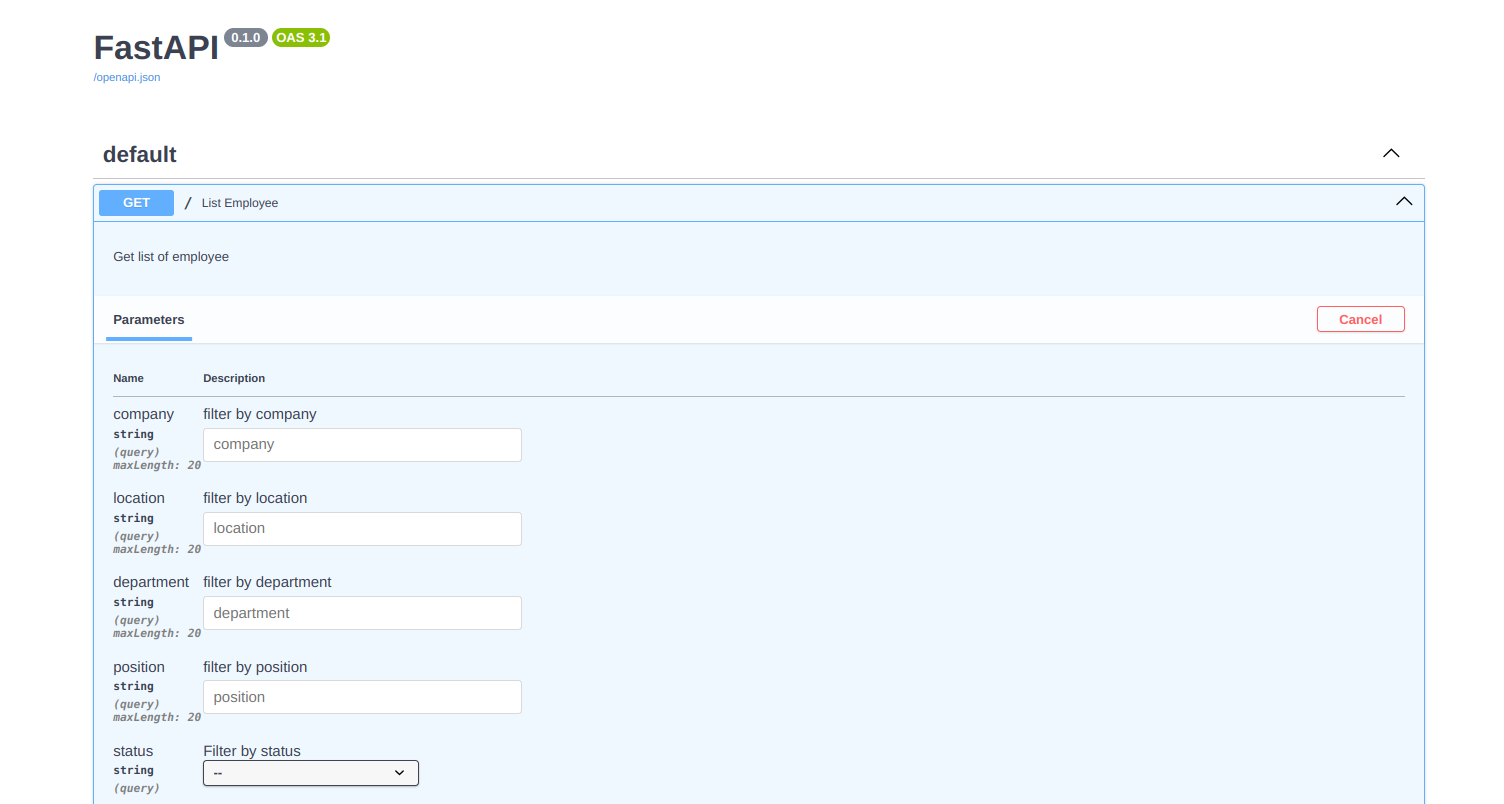 FastAPI 0.1.0 OAS 3.1
/openapi.json
default
GET / List Employee
Get list of employee
Parameters Cancel
Name Description
company filter by company
string company
(query)
maxLength: 20
location filter by location
string location
(query)
maxLength: 20
department filter by department
string department
(query)
maxLength: 20
position filter by position
string position
(query)
maxLength: 20
status Filter by status
string --
(query)